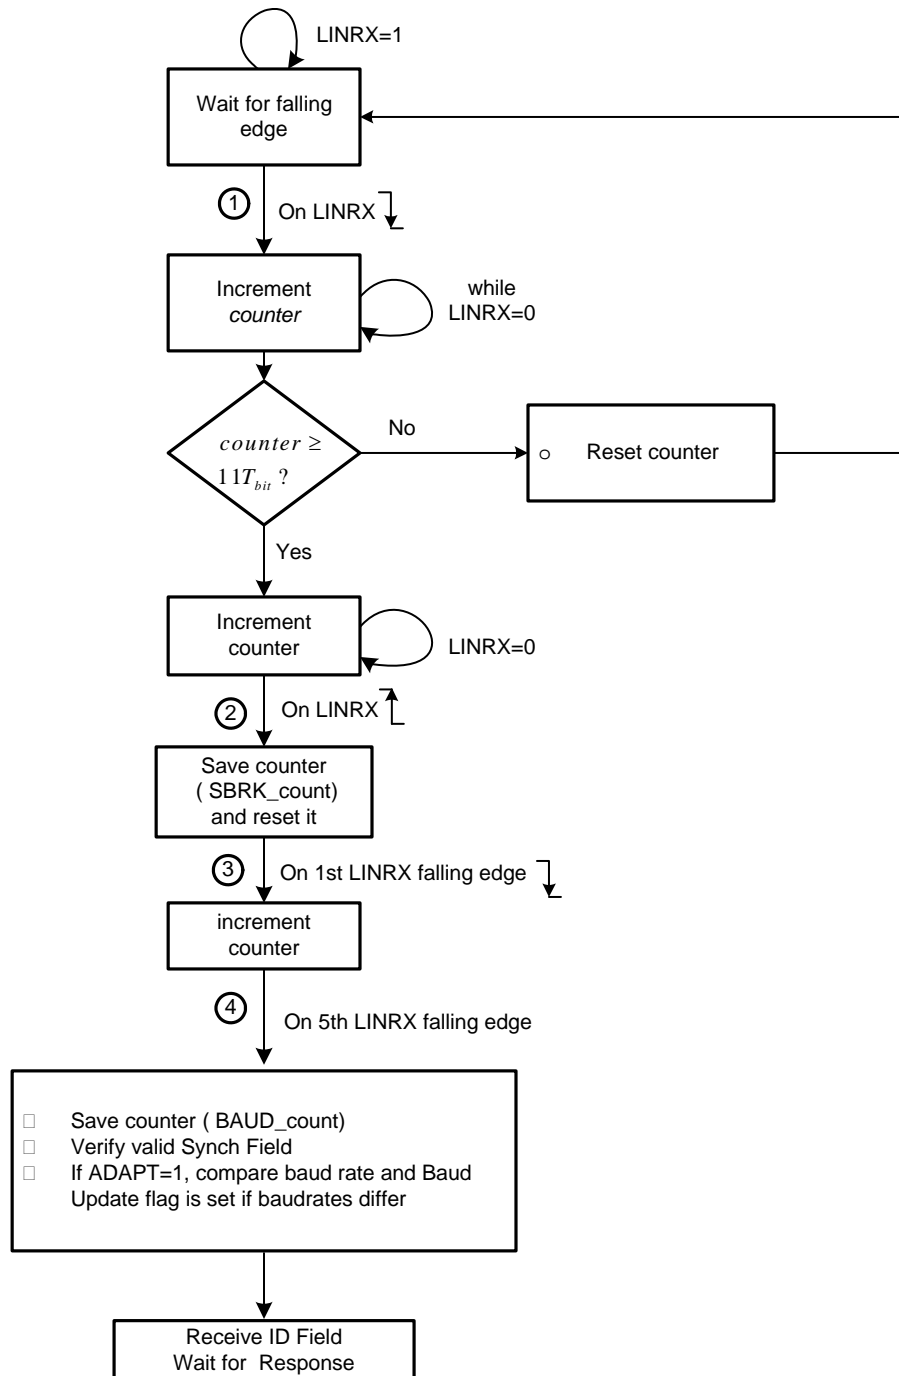 LINRX=1
Wait for falling
edge
1
On LINRX
Increment
counter
while
LINRX=0
counter ≥
11T_bit ?
No
Reset counter
Yes
Increment
counter
LINRX=0
2
On LINRX
Save counter
( SBRK_count)
and reset it
3
On 1st LINRX falling edge
increment
counter
4
On 5th LINRX falling edge
Save counter ( BAUD_count)
Verify valid Synch Field
If ADAPT=1, compare baud rate and Baud
Update flag is set if baudrates differ
Receive ID Field
Wait for Response